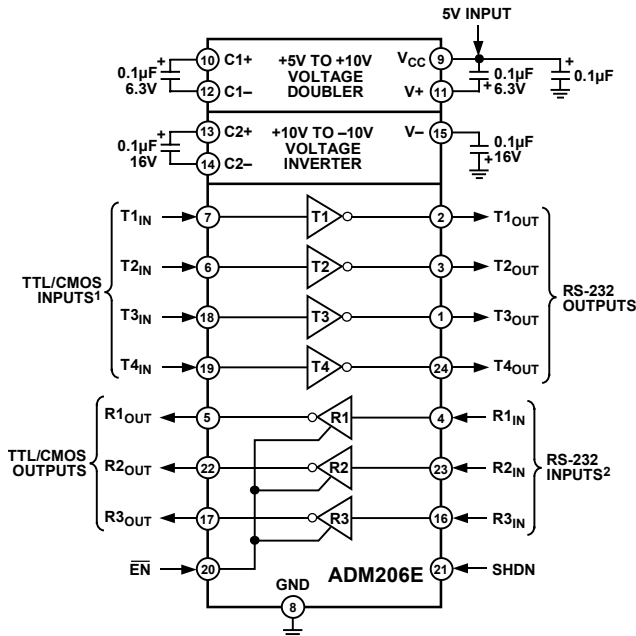 5V INPUT
0.1µF
6.3V
+
10
C1+
12
C1–
+5V TO +10V
VOLTAGE
DOUBLER
VCC
9
V+
11
+
0.1µF
6.3V
+
0.1µF
0.1µF
16V
+
13
C2+
14
C2–
+10V TO –10V
VOLTAGE
INVERTER
V–
15
0.1µF
16V
+
TTL/CMOS
INPUTS1
T1IN
7
T1
2
T1OUT
T2IN
6
T2
3
T2OUT
T3IN
18
T3
1
T3OUT
T4IN
19
T4
24
T4OUT
RS-232
OUTPUTS
TTL/CMOS
OUTPUTS
R1OUT
5
R1
4
R1IN
R2OUT
22
R2
23
R2IN
R3OUT
17
R3
16
R3IN
RS-232
INPUTS2
EN
20
ADM206E
21
SHDN
GND
8